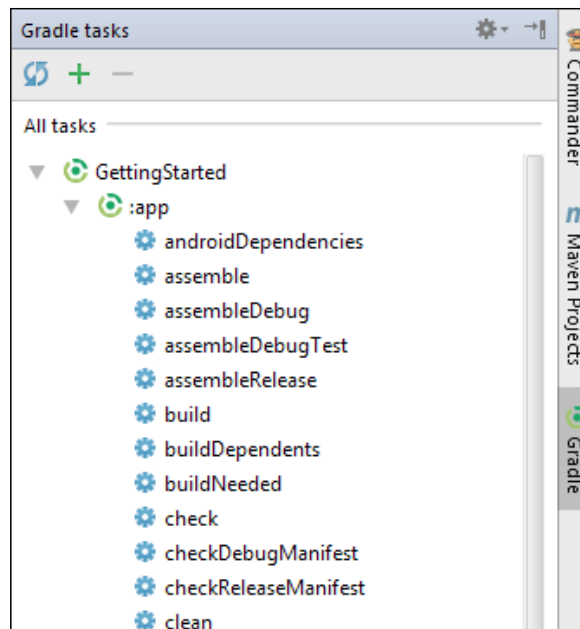 Gradle tasks
All tasks
GettingStarted
:app
androidDependencies
assemble
assembleDebug
assembleDebugTest
assembleRelease
build
buildDependents
buildNeeded
check
checkDebugManifest
checkReleaseManifest
clean
Commander
m Maven Projects
Gradle